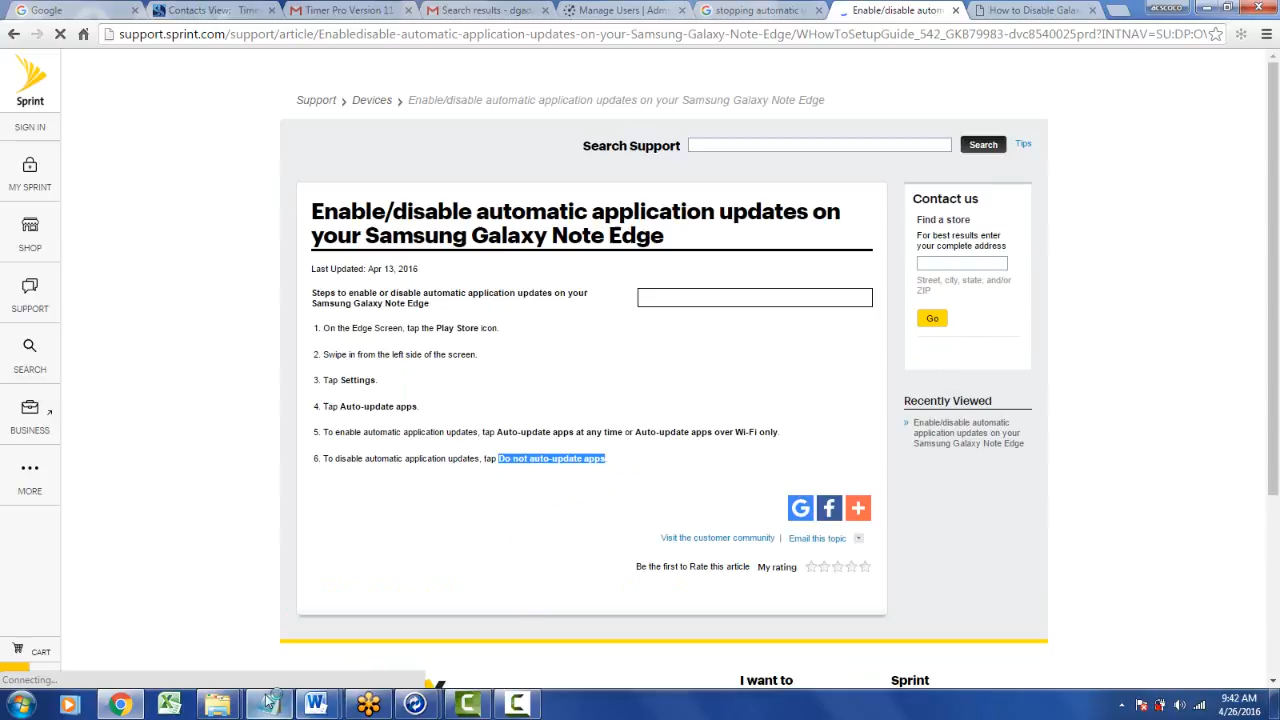 Google
Contacts View: Time
Timer Pro Version 11
Search results - dgad
Manage Users | Adm
stopping automatic u
Enable/disable autom
How to Disable Galax
acscoco
support.sprint.com/support/article/Enabledisable-automatic-application-updates-on-your-Samsung-Galaxy-Note-Edge/WHowToSetupGuide_542_GKB79985-dvc8540025prd?INTNAV=SU:DP:OV
Sprint
SIGN IN
MY SPRINT
SHOP
SUPPORT
SEARCH
BUSINESS
MORE
CART
Support > Devices > Enable/disable automatic application updates on your Samsung Galaxy Note Edge
Search Support
Search
Tips
Enable/disable automatic application updates on
your Samsung Galaxy Note Edge
Last Updated: Apr 13, 2016
Steps to enable or disable automatic application updates on your
Samsung Galaxy Note Edge
1. On the Edge Screen, tap the Play Store icon.
2. Swipe in from the left side of the screen.
3. Tap Settings.
4. Tap Auto-update apps.
5. To enable automatic application updates, tap Auto-update apps at any time or Auto-update apps over Wi-Fi only.
6. To disable automatic application updates, tap Do not auto-update apps.
Visit the customer community | Email this topic
Be the first to Rate this article My rating
Contact us
Find a store
For best results enter
your complete address
Street, city, state, and/or
ZIP
Go
Recently Viewed
» Enable/disable automatic
application updates on your
Samsung Galaxy Note Edge
I want to
Sprint
Connecting...
9:42 AM
4/26/2016